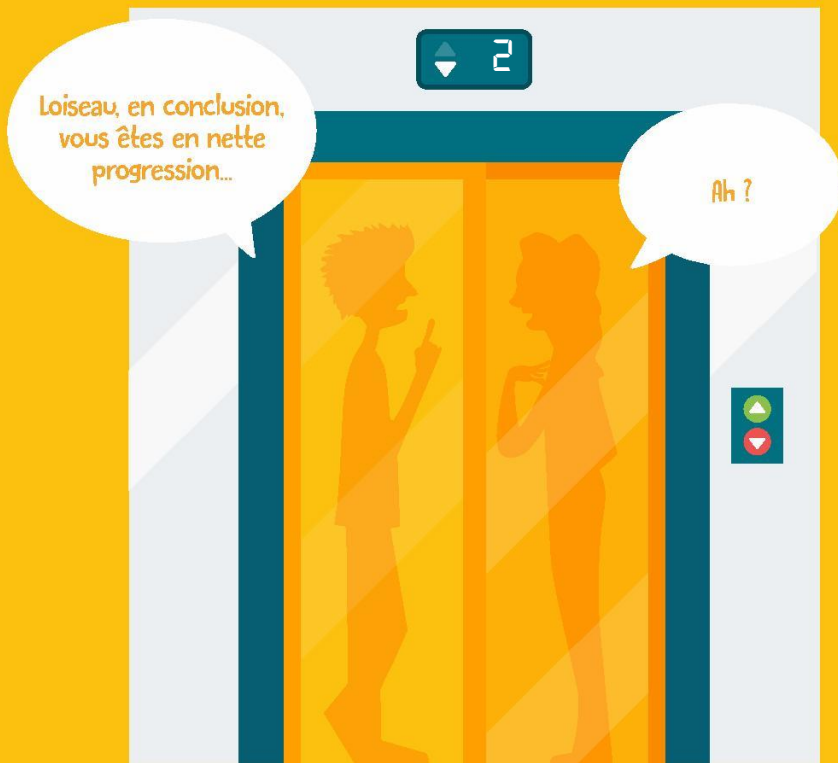 2
Loiseau, en conclusion,
vous êtes en nette
progression...
Ah ?